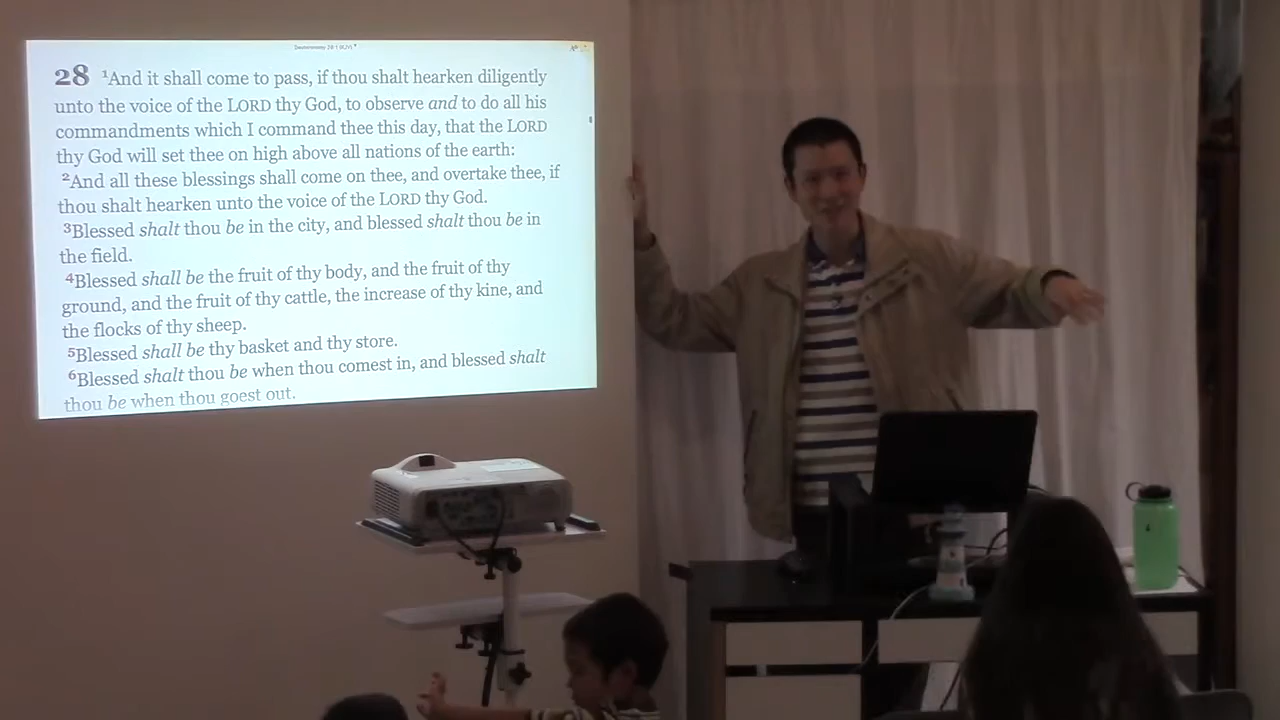 Deuteronomy 28:1 (KJV)
28 ¹And it shall come to pass, if thou shalt hearken diligently
unto the voice of the LORD thy God, to observe and to do all his
commandments which I command thee this day, that the LORD
thy God will set thee on high above all nations of the earth:
²And all these blessings shall come on thee, and overtake thee, if
thou shalt hearken unto the voice of the LORD thy God.
³Blessed shalt thou be in the city, and blessed shalt thou be in
the field.
⁴Blessed shall be the fruit of thy body, and the fruit of thy
ground, and the fruit of thy cattle, the increase of thy kine, and
the flocks of thy sheep.
⁵Blessed shall be thy basket and thy store.
⁶Blessed shalt thou be when thou comest in, and blessed shalt
thou be when thou goest out.